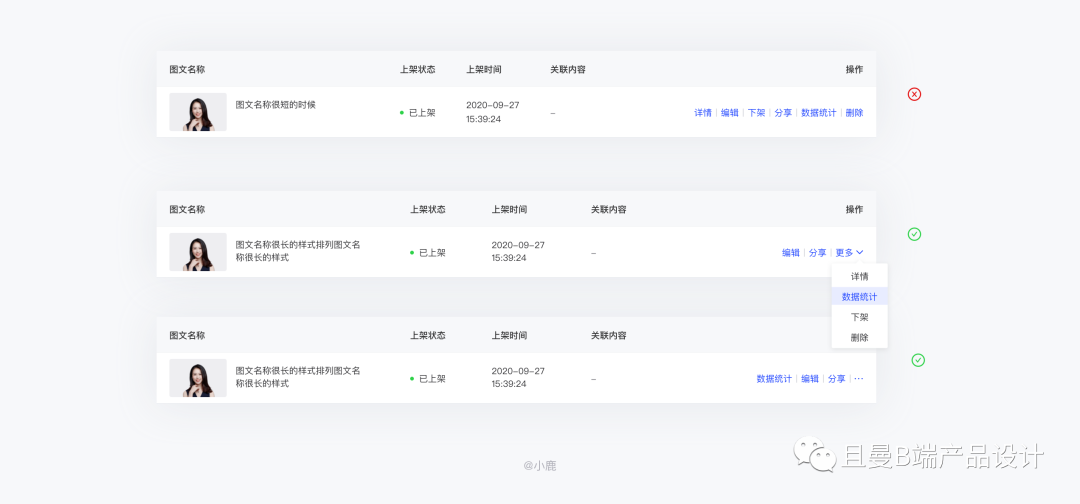 图文名称 上架状态 上架时间 关联内容 操作
图文名称很短的时候 已上架 2020-09-27
15:39:24 – 详情 编辑 下架 分享 数据统计 删除
图文名称 上架状态 上架时间 关联内容 操作
图文名称很长的样式排列图文名
称很长的样式
已上架
2020-09-27
15:39:24
–
编辑 分享 更多
详情
数据统计
下架
删除
图文名称 上架状态 上架时间 关联内容
图文名称很长的样式排列图文名
称很长的样式
已上架
2020-09-27
15:39:24
–
数据统计 编辑 分享 ···
@小鹿
且曼B端产品设计